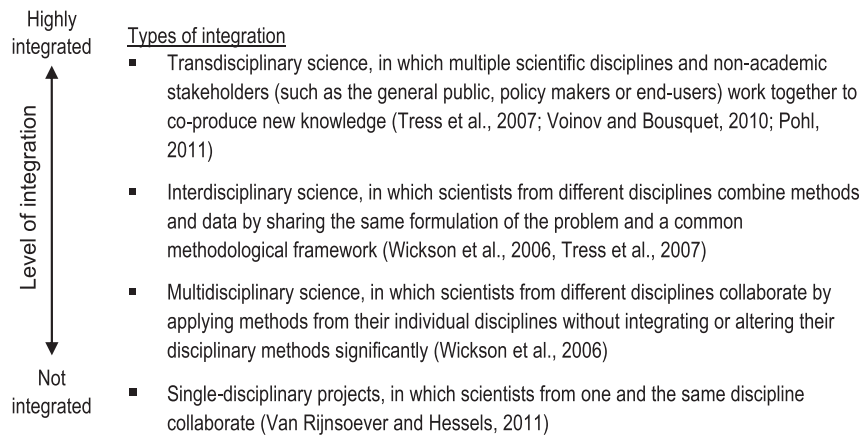 Highly
integrated
Level of integration
Not
integrated
Types of integration
▪ Transdisciplinary science, in which multiple scientific disciplines and non-academic
stakeholders (such as the general public, policy makers or end-users) work together to
co-produce new knowledge (Tress et al., 2007; Voinov and Bousquet, 2010; Pohl,
2011)
▪ Interdisciplinary science, in which scientists from different disciplines combine methods
and data by sharing the same formulation of the problem and a common
methodological framework (Wickson et al., 2006, Tress et al., 2007)
▪ Multidisciplinary science, in which scientists from different disciplines collaborate by
applying methods from their individual disciplines without integrating or altering their
disciplinary methods significantly (Wickson et al., 2006)
▪ Single-disciplinary projects, in which scientists from one and the same discipline
collaborate (Van Rijnsoever and Hessels, 2011)